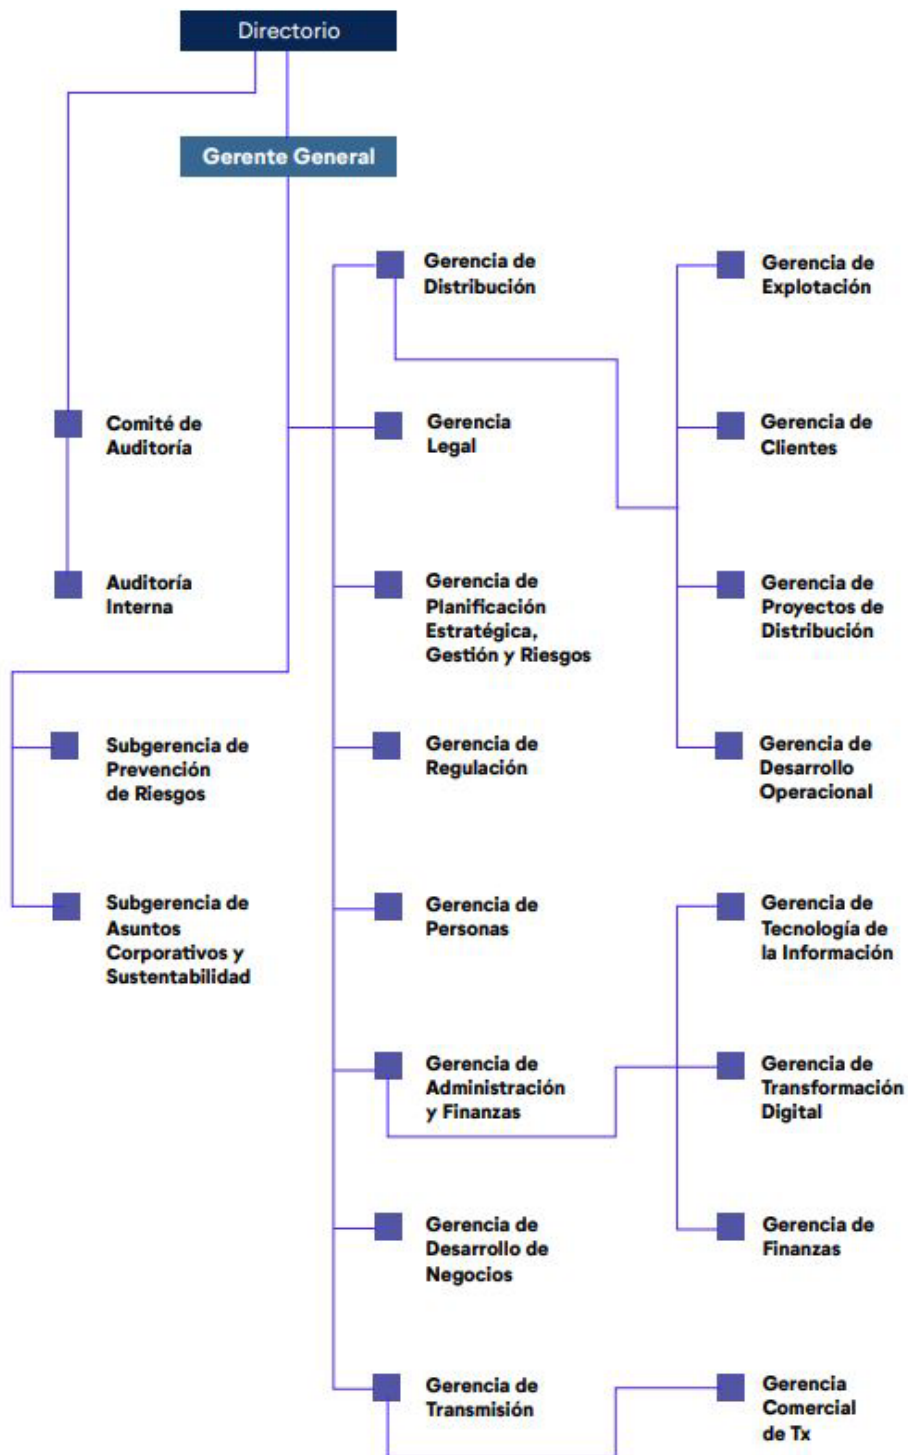 Directorio
Gerente General
Comité de
Auditoría
Auditoría
Interna
Subgerencia de
Prevención
de Riesgos
Subgerencia de
Asuntos
Corporativos y
Sustentabilidad
Gerencia de
Distribución
Gerencia
Legal
Gerencia de
Planificación
Estratégica,
Gestión y Riesgos
Gerencia de
Regulación
Gerencia de
Personas
Gerencia de
Administración
y Finanzas
Gerencia de
Desarrollo de
Negocios
Gerencia de
Transmisión
Gerencia de
Explotación
Gerencia de
Clientes
Gerencia de
Proyectos de
Distribución
Gerencia de
Desarrollo
Operacional
Gerencia de
Tecnología de
la Información
Gerencia de
Transformación
Digital
Gerencia de
Finanzas
Gerencia
Comercial
de Tx